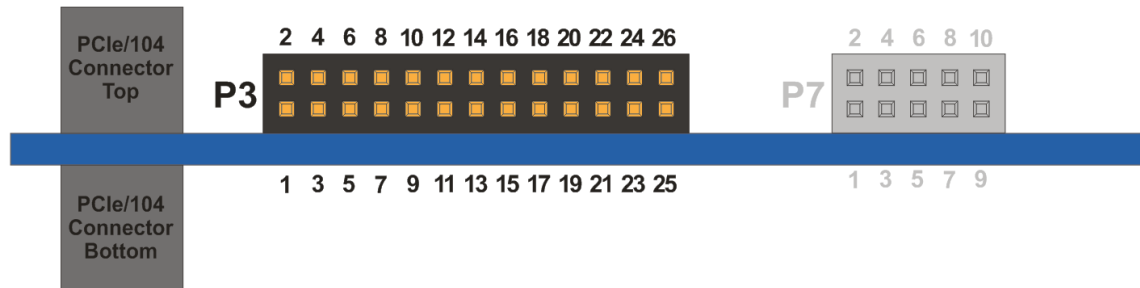 PCIe/104
Connector
Top
P3
2 4 6 8 10 12 14 16 18 20 22 24 26
1 3 5 7 9 11 13 15 17 19 21 23 25
P7
2 4 6 8 10
1 3 5 7 9
PCIe/104
Connector
Bottom